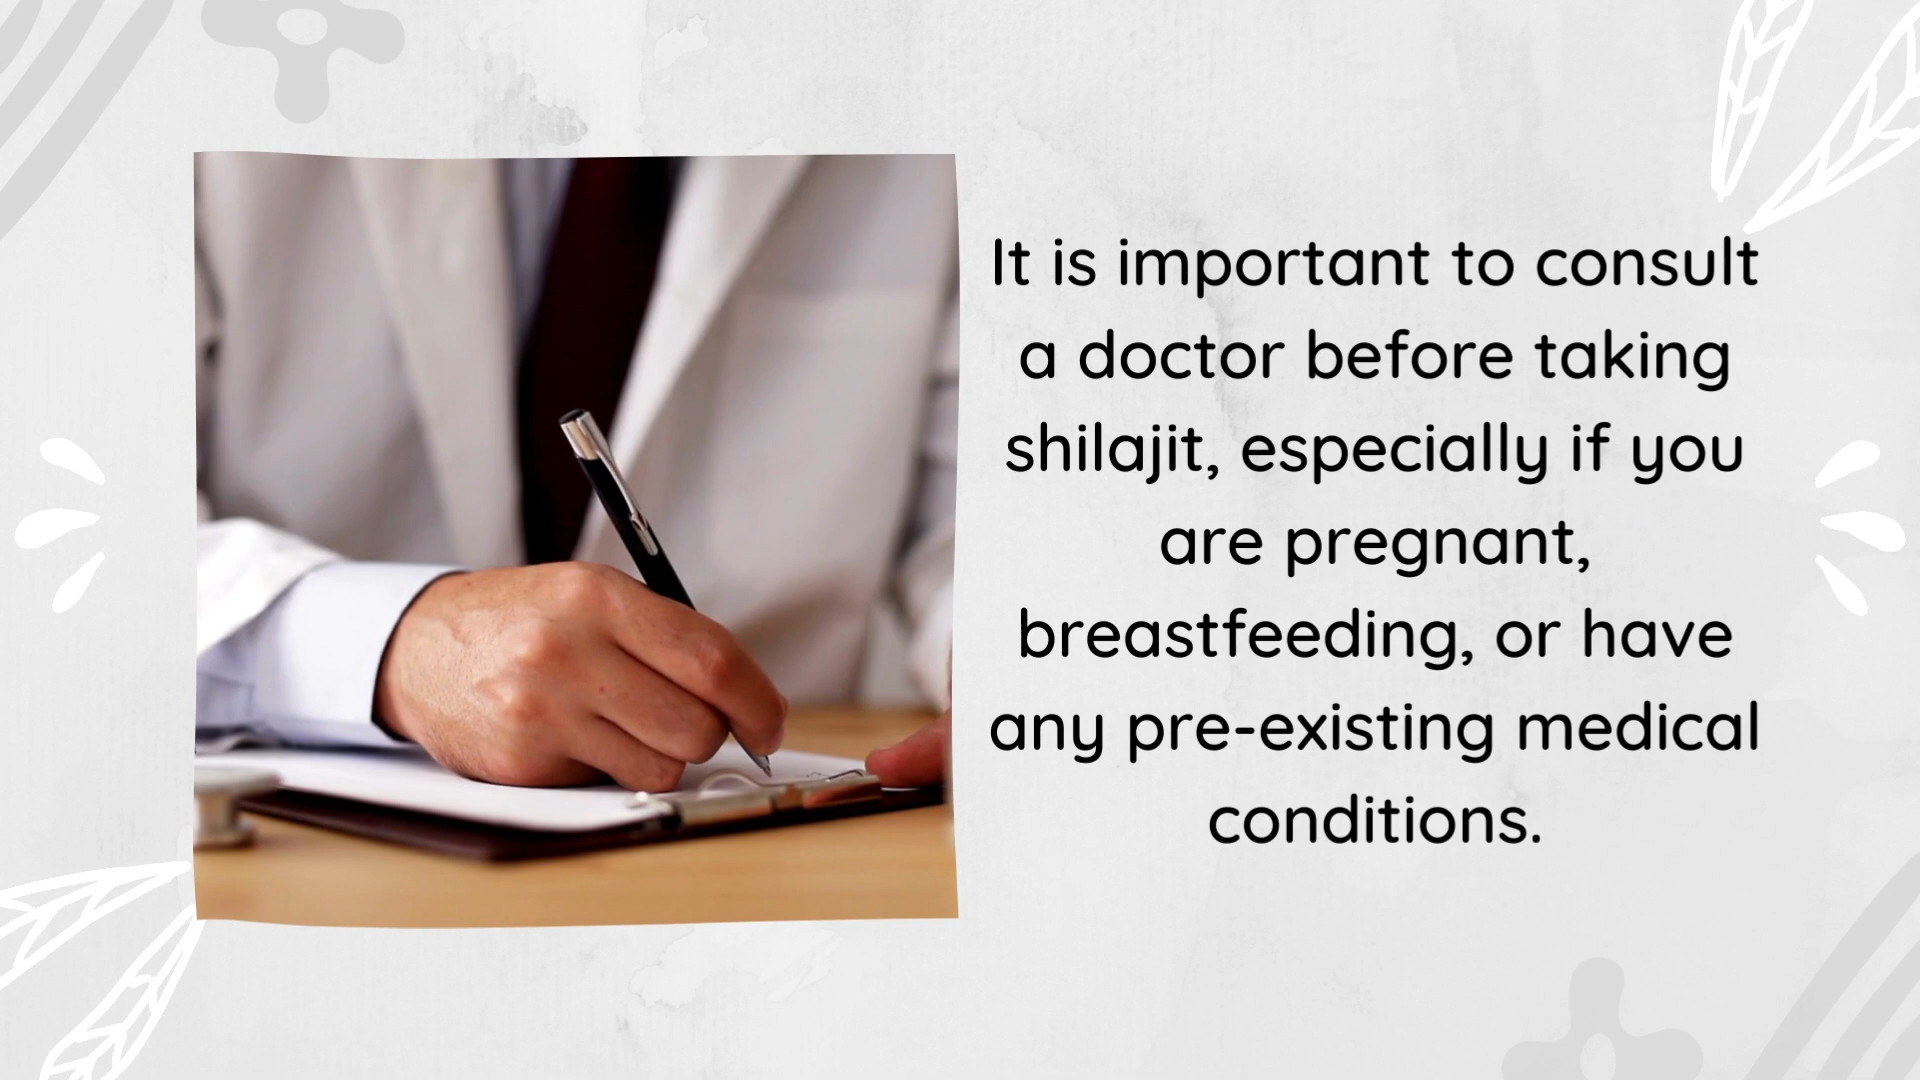 It is important to consult
a doctor before taking
shilajit, especially if you
are pregnant,
breastfeeding, or have
any pre-existing medical
conditions.